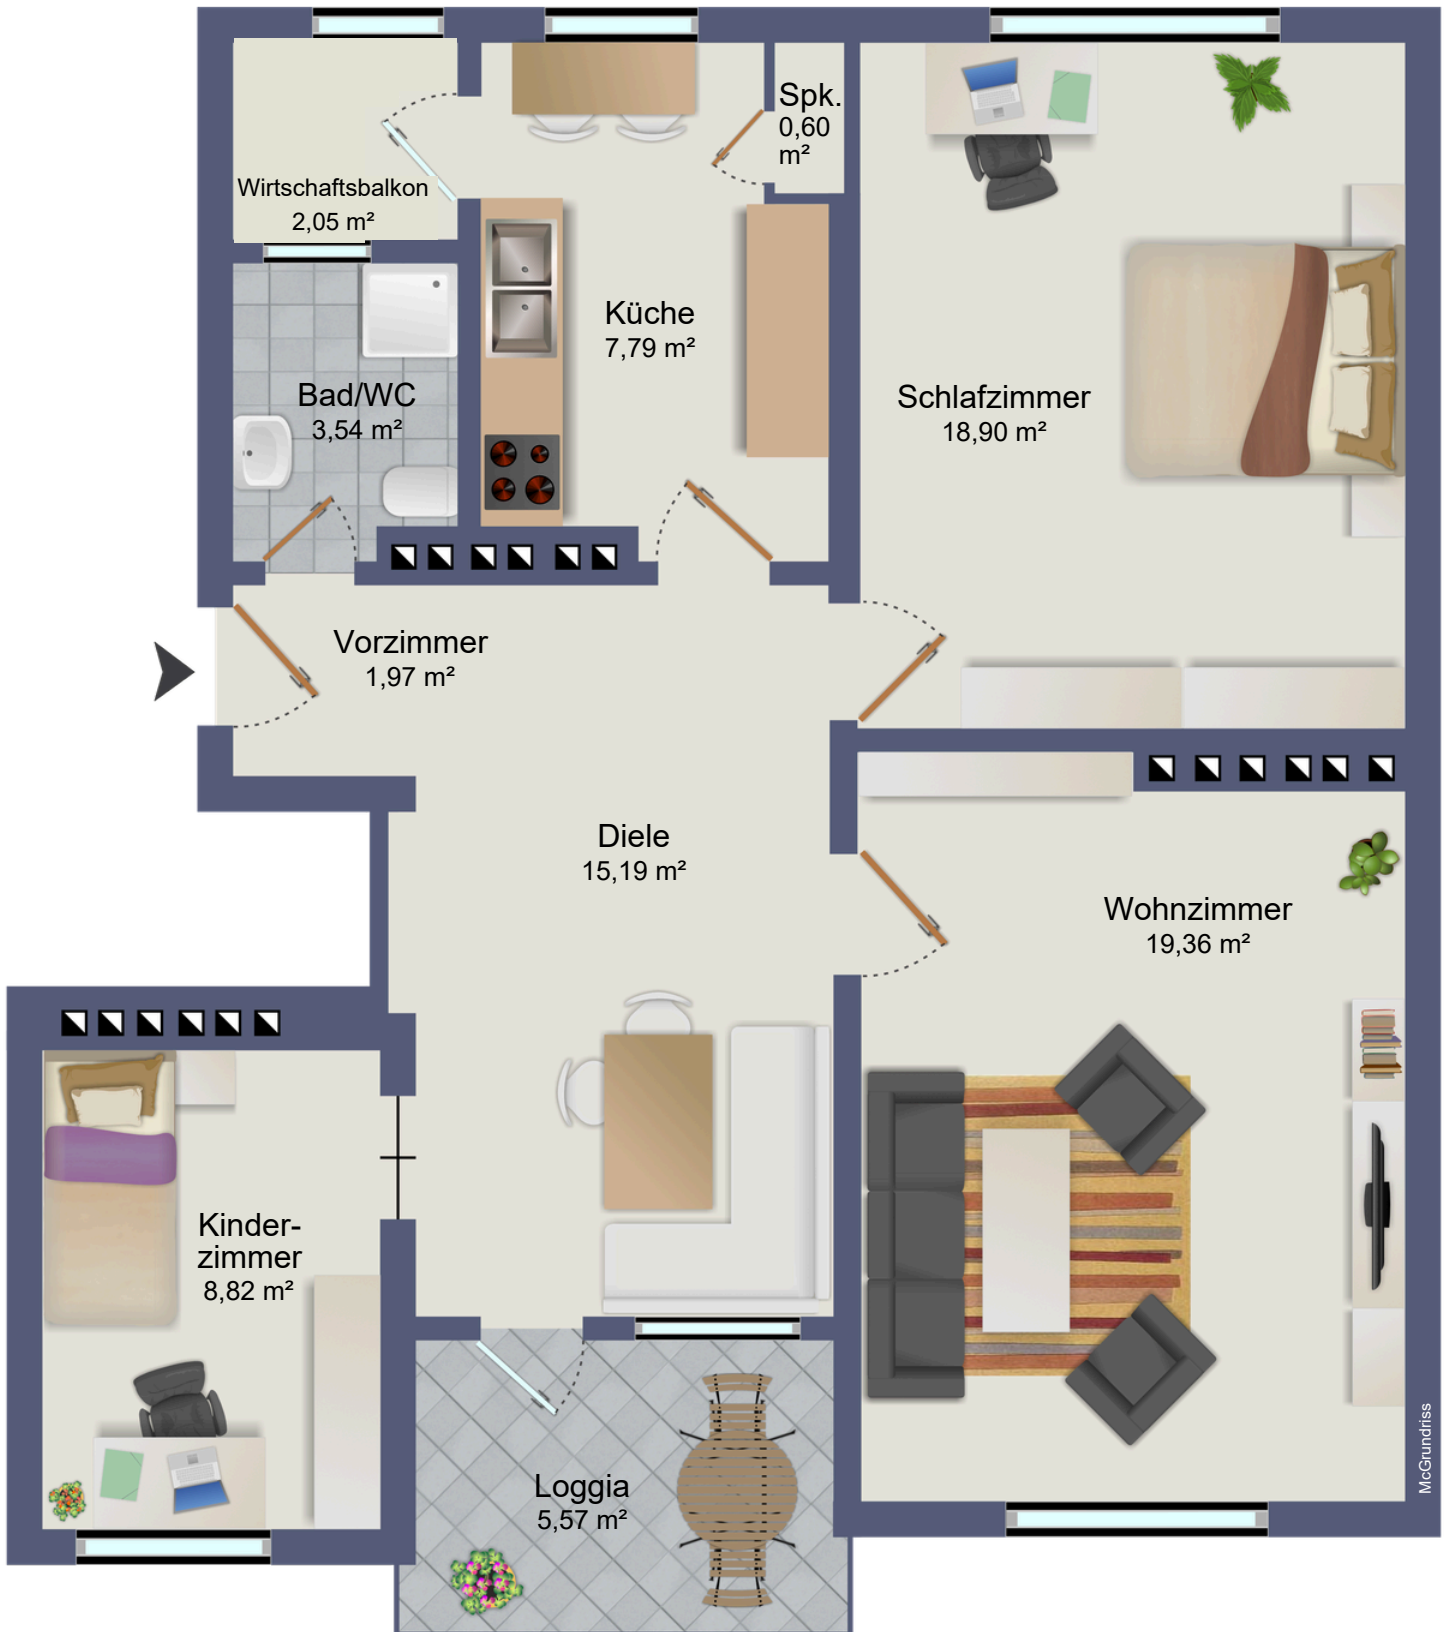 Spk.
0,60
m²
Wirtschaftsbalkon
2,05 m²
Küche
7,79 m²
Bad/WC
3,54 m²
Schlafzimmer
18,90 m²
Vorzimmer
1,97 m²
Diele
15,19 m²
Wohnzimmer
19,36 m²
Kinder-
zimmer
8,82 m²
Loggia
5,57 m²
McGrundriss